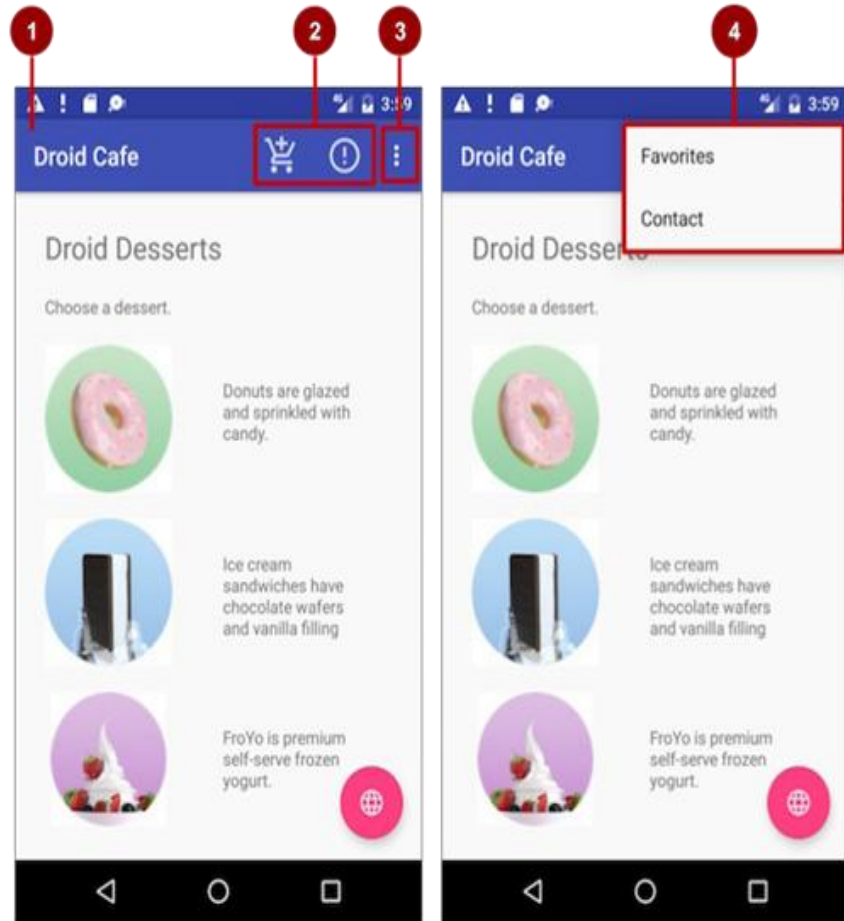 1
2
3
4
4G 3:59
Droid Cafe
Droid Desserts
Choose a dessert.
Donuts are glazed
and sprinkled with
candy.
Ice cream
sandwiches have
chocolate wafers
and vanilla filling
FroYo is premium
self-serve frozen
yogurt.
4G 3:59
Droid Cafe
Favorites
Contact
Droid Desserts
Choose a dessert.
Donuts are glazed
and sprinkled with
candy.
Ice cream
sandwiches have
chocolate wafers
and vanilla filling
FroYo is premium
self-serve frozen
yogurt.